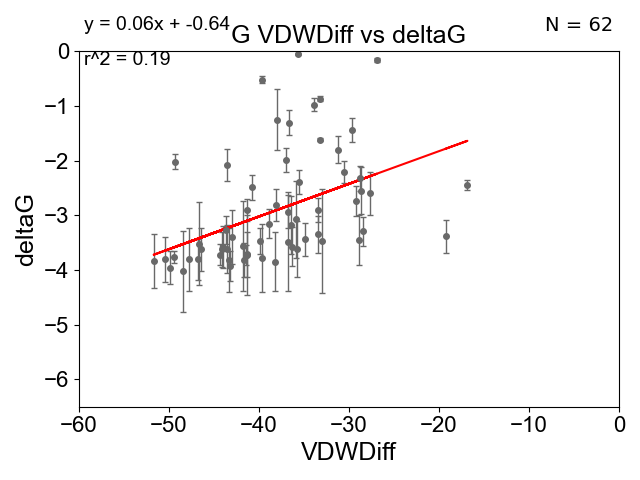 y = 0.06x + -0.64
G VDWDiff vs deltaG
N = 62
r^2 = 0.19
0
−1
−2
−3
−4
−5
−6
deltaG
−60
−50
−40
−30
−20
−10
0
VDWDiff